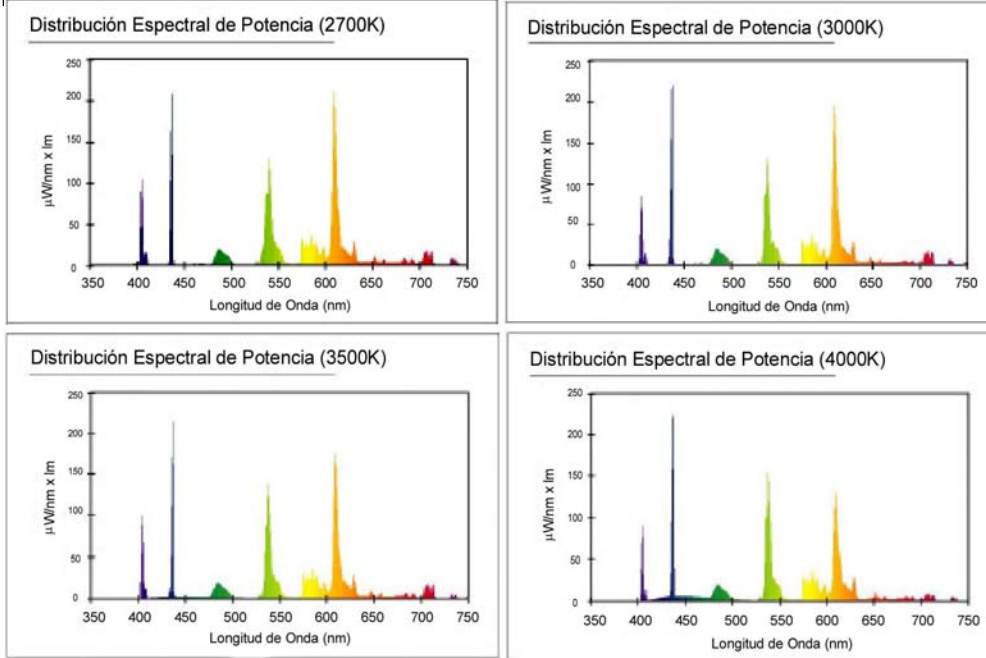 Distribución Espectral de Potencia (2700K)
250
200
150
100
50
0
µW/nm x lm
350 400 450 500 550 600 650 700 750
Longitud de Onda (nm)
Distribución Espectral de Potencia (3000K)
250
200
150
100
50
0
µW/nm x lm
350 400 450 500 550 600 650 700 750
Longitud de Onda (nm)
Distribución Espectral de Potencia (3500K)
250
200
150
100
50
0
µW/nm x lm
350 400 450 500 550 600 650 700 750
Longitud de Onda (nm)
Distribución Espectral de Potencia (4000K)
250
200
150
100
50
0
µW/nm x lm
350 400 450 500 550 600 650 700 750
Longitud de Onda (nm)